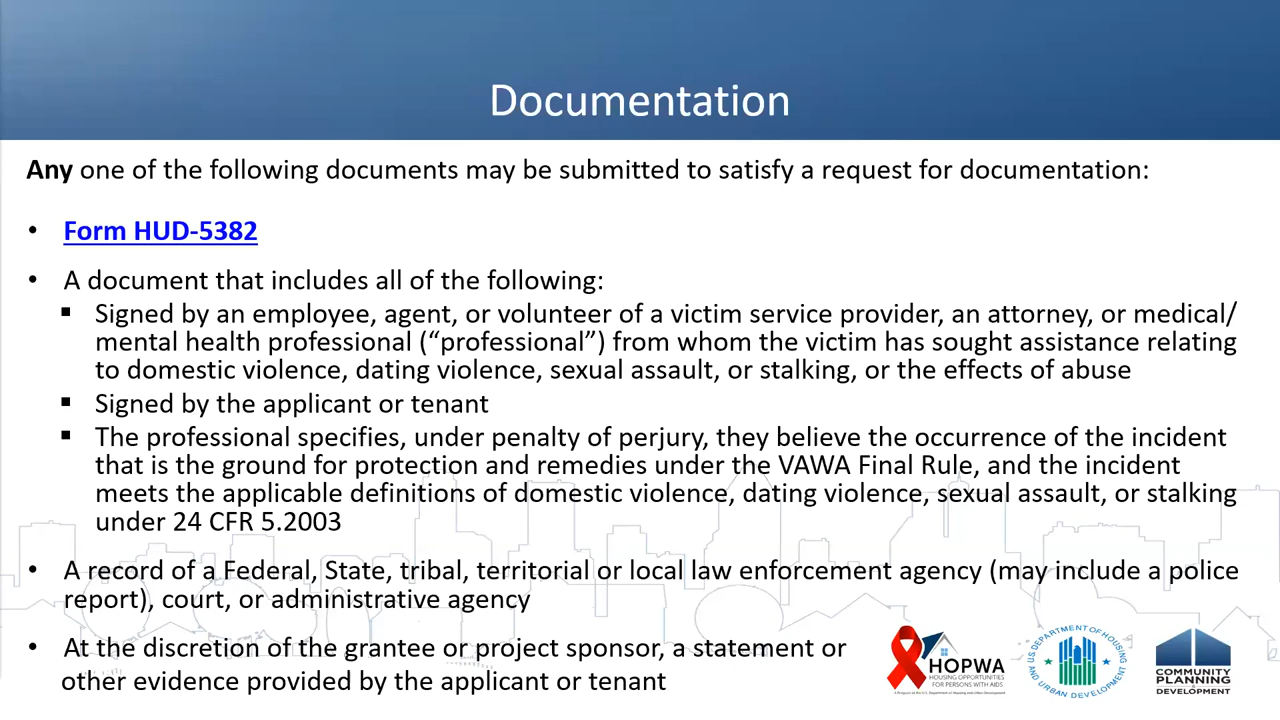 Documentation
Any one of the following documents may be submitted to satisfy a request for documentation:
• Form HUD-5382
• A document that includes all of the following:
▪ Signed by an employee, agent, or volunteer of a victim service provider, an attorney, or medical/
mental health professional (“professional”) from whom the victim has sought assistance relating
to domestic violence, dating violence, sexual assault, or stalking, or the effects of abuse
▪ Signed by the applicant or tenant
▪ The professional specifies, under penalty of perjury, they believe the occurrence of the incident
that is the ground for protection and remedies under the VAWA Final Rule, and the incident
meets the applicable definitions of domestic violence, dating violence, sexual assault, or stalking
under 24 CFR 5.2003
• A record of a Federal, State, tribal, territorial or local law enforcement agency (may include a police
report), court, or administrative agency
• At the discretion of the grantee or project sponsor, a statement or
other evidence provided by the applicant or tenant
HOPWA
HOUSING OPPORTUNITIES
FOR PERSONS WITH AIDS
A Program of the U.S. Department of Housing and Urban Development
U.S. DEPARTMENT OF HOUSING
AND URBAN DEVELOPMENT
COMMUNITY
PLANNING
DEVELOPMENT